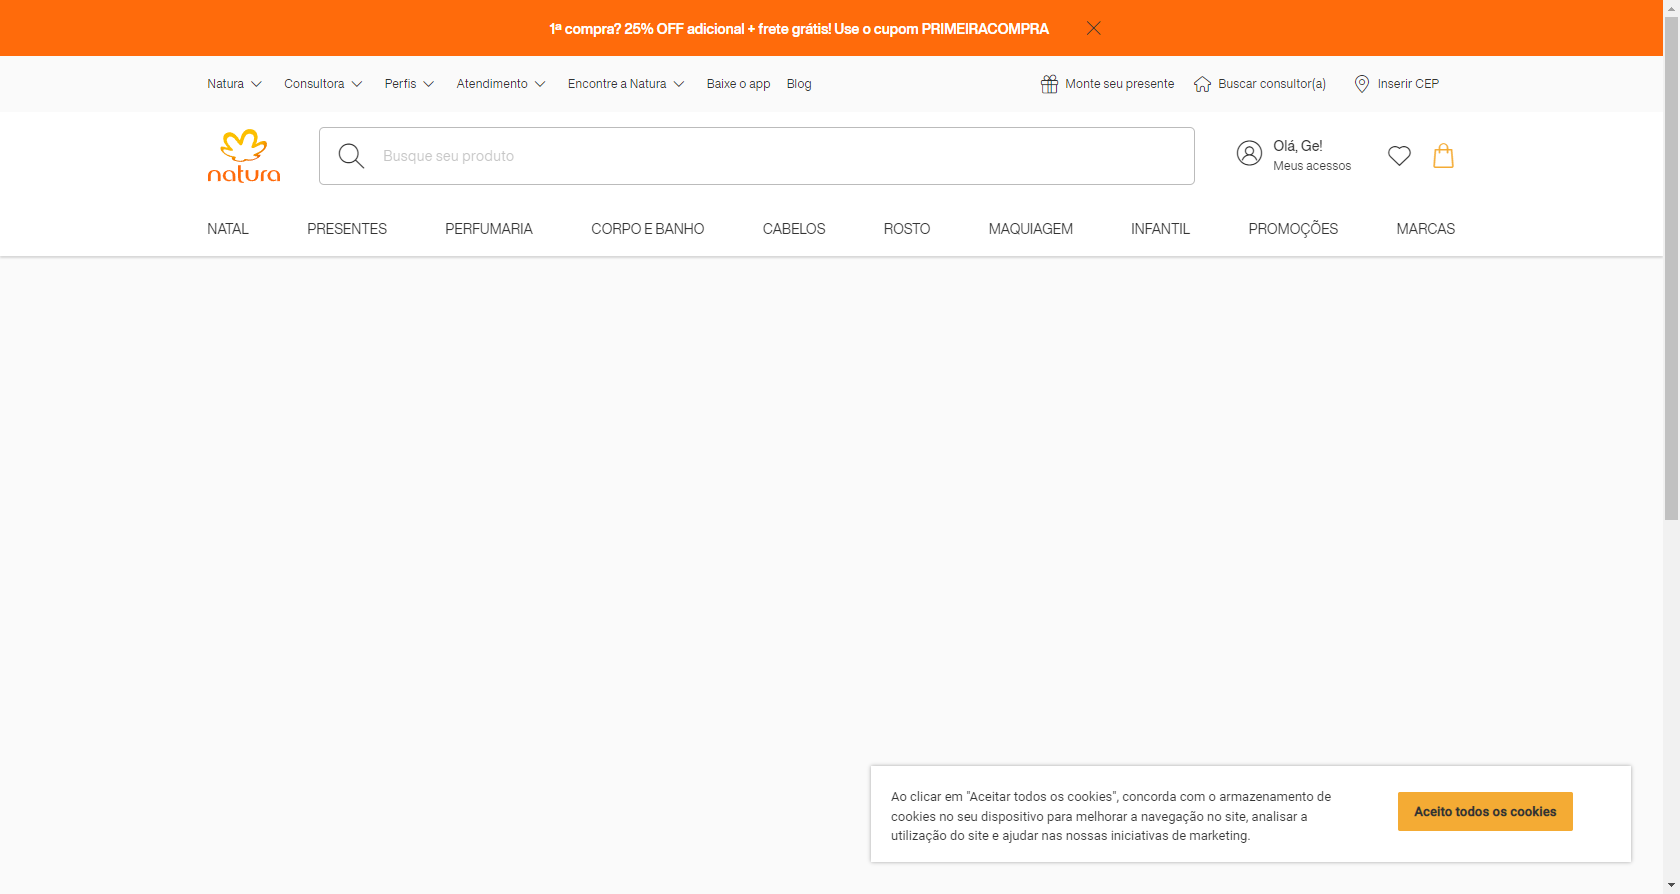 1ª compra? 25% OFF adicional + frete grátis! Use o cupom PRIMEIRACOMPRA
Natura Consultora Perfis Atendimento Encontre a Natura Baixe o app Blog Monte seu presente Buscar consultor(a) Inserir CEP
natura
Busque seu produto
Olá, Ge!
Meus acessos
NATAL PRESENTES PERFUMARIA CORPO E BANHO CABELOS ROSTO MAQUIAGEM INFANTIL PROMOÇÕES MARCAS
Ao clicar em "Aceitar todos os cookies", concorda com o armazenamento de
cookies no seu dispositivo para melhorar a navegação no site, analisar a
utilização do site e ajudar nas nossas iniciativas de marketing.
Aceito todos os cookies